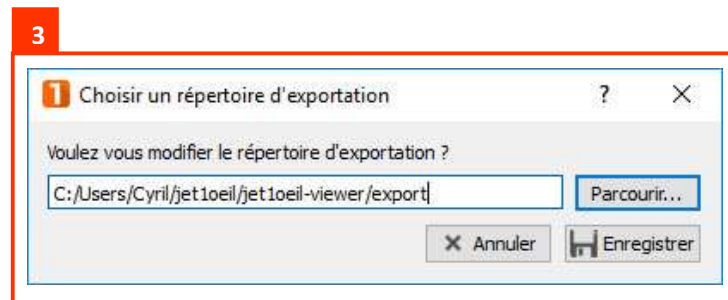 3
Choisir un répertoire d'exportation ?
Voulez vous modifier le répertoire d'exportation ?
C:/Users/Cyril/jet1oeil/jet1oeil-viewer/export Parcourir...
Annuler Enregistrer